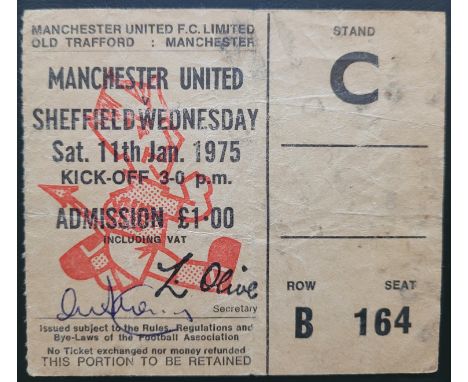 MANCHESTER UNITED F.C. LIMITED
OLD TRAFFORD : MANCHESTER
MANCHESTER UNITED
v
SHEFFIELD WEDNESDAY
Sat. 11th Jan. 1975
KICK-OFF 3-0 p.m.
ADMISSION £1·00
INCLUDING VAT
L. Olive
Secretary
Issued subject to the Rules, Regulations and
Bye-Laws of the Football Association
No Ticket exchanged nor money refunded
THIS PORTION TO BE RETAINED
STAND
C
ROW SEAT
B 164